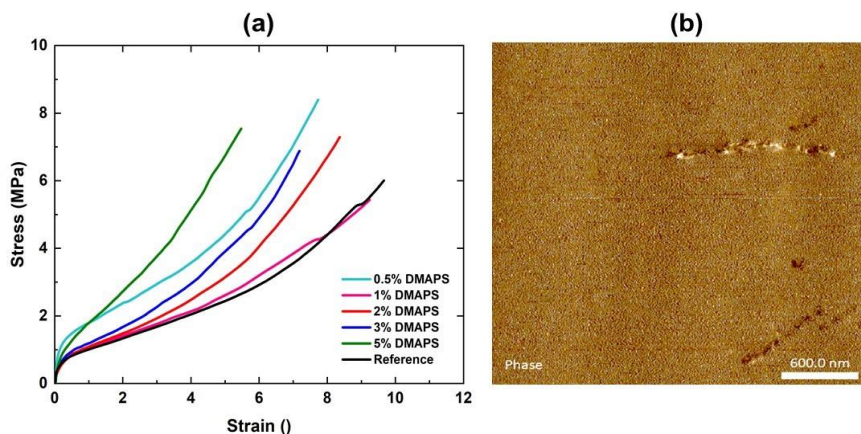 (a)
10
8
6
4
2
0
Stress (MPa)
0.5% DMAPS
1% DMAPS
2% DMAPS
3% DMAPS
5% DMAPS
Reference
0 2 4 6 8 10 12
Strain ()
(b)
Phase
600.0 nm